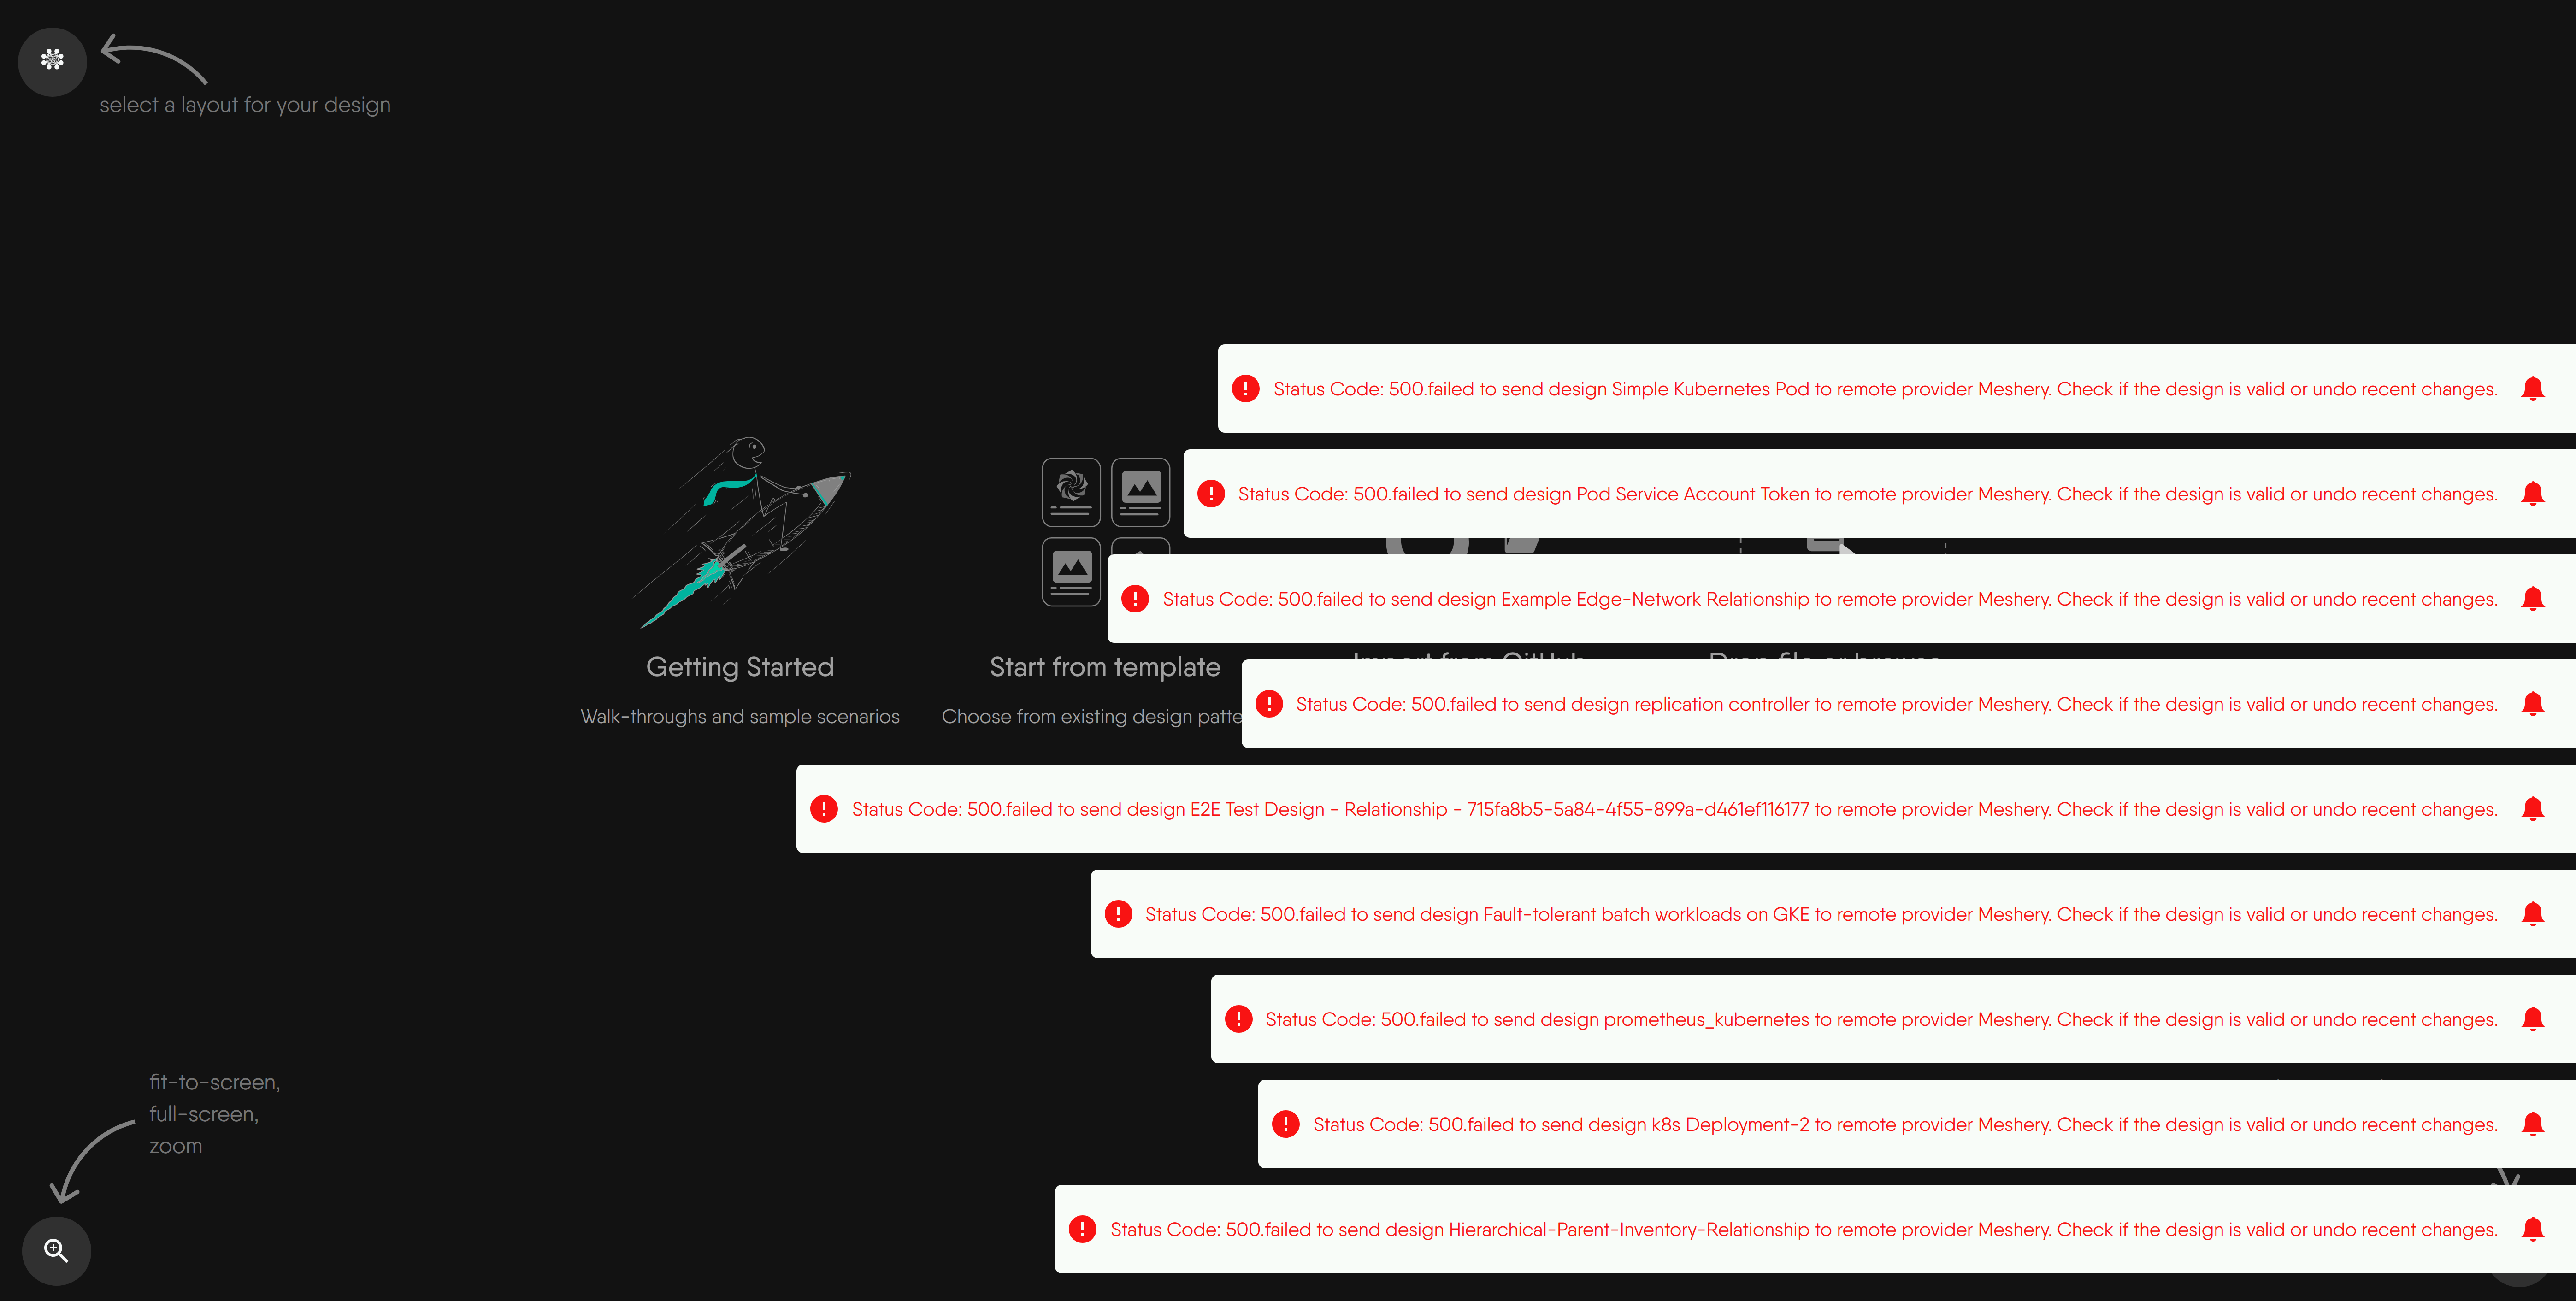 select a layout for your design
Status Code: 500.failed to send design Simple Kubernetes Pod to remote provider Meshery. Check if the design is valid or undo recent changes.
Status Code: 500.failed to send design Pod Service Account Token to remote provider Meshery. Check if the design is valid or undo recent changes.
Status Code: 500.failed to send design Example Edge-Network Relationship to remote provider Meshery. Check if the design is valid or undo recent changes.
Getting Started
Start from template
Import from GitHub
Drop file or browse
Status Code: 500.failed to send design replication controller to remote provider Meshery. Check if the design is valid or undo recent changes.
Walk-throughs and sample scenarios
Choose from existing design patte
Status Code: 500.failed to send design E2E Test Design - Relationship - 715fa8b5-5a84-4f55-899a-d461ef116177 to remote provider Meshery. Check if the design is valid or undo recent changes.
Status Code: 500.failed to send design Fault-tolerant batch workloads on GKE to remote provider Meshery. Check if the design is valid or undo recent changes.
Status Code: 500.failed to send design prometheus_kubernetes to remote provider Meshery. Check if the design is valid or undo recent changes.
fit-to-screen,
full-screen,
zoom
Status Code: 500.failed to send design k8s Deployment-2 to remote provider Meshery. Check if the design is valid or undo recent changes.
Status Code: 500.failed to send design Hierarchical-Parent-Inventory-Relationship to remote provider Meshery. Check if the design is valid or undo recent changes.